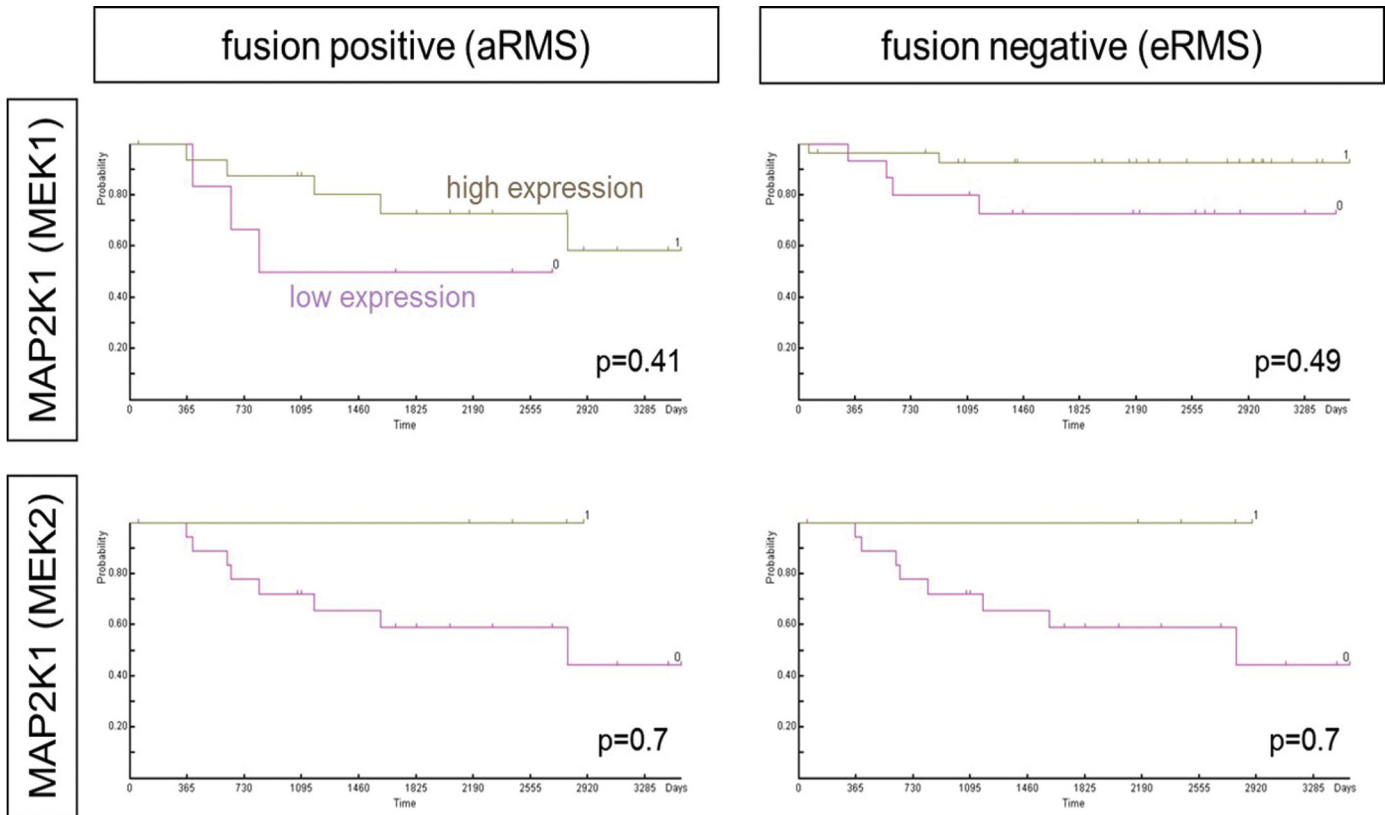 fusion positive (aRMS)
fusion negative (eRMS)
MAP2K1 (MEK1)
Probability
0.80
0.60
0.40
0.20
high expression
1
0
low expression
p=0.41
0 365 730 1095 1460 1825 2190 2555 2920 3285 Days
Time
Probability
0.80
0.60
0.40
0.20
1
0
p=0.49
0 365 730 1095 1460 1825 2190 2555 2920 3285 Days
Time
MAP2K1 (MEK2)
Probability
0.80
0.60
0.40
0.20
1
0
p=0.7
0 365 730 1095 1460 1825 2190 2555 2920 3285 Days
Time
Probability
0.80
0.60
0.40
0.20
1
0
p=0.7
0 365 730 1095 1460 1825 2190 2555 2920 3285 Days
Time